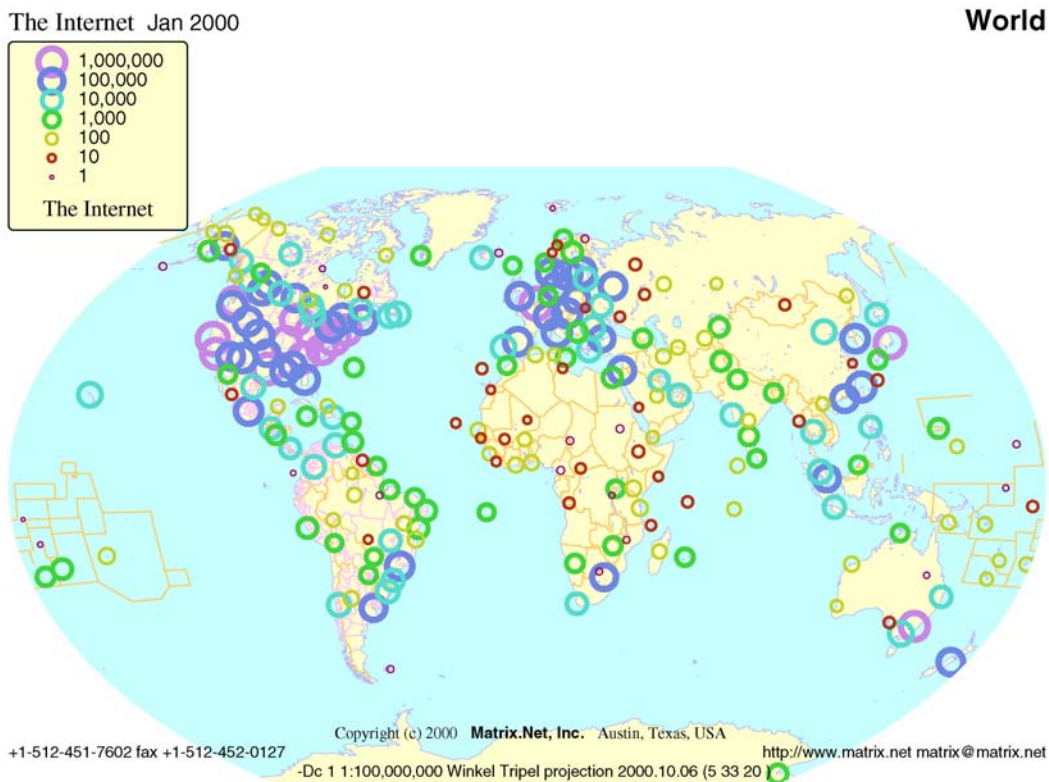 The Internet Jan 2000
World
1,000,000
100,000
10,000
1,000
100
10
1
The Internet
Copyright (c) 2000 Matrix.Net, Inc. Austin, Texas, USA
+1-512-451-7602 fax +1-512-452-0127
http://www.matrix.net matrix@matrix.net
-Dc 1 1:100,000,000 Winkel Tripel projection 2000.10.06 (5 33 20 )